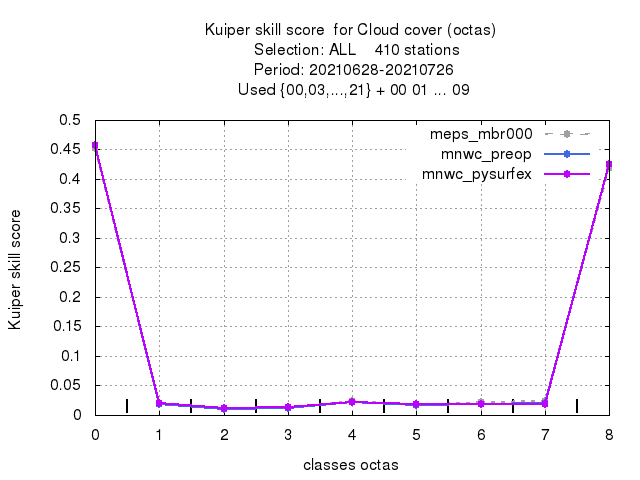 Kuiper skill score  for Cloud cover (octas)
Selection: ALL    410 stations
Period: 20210628-20210726
Used {00,03,...,21} + 00 01 ... 09
meps_mbr000
mnwc_preop
mnwc_pysurfex
Kuiper skill score
0.5
0.45
0.4
0.35
0.3
0.25
0.2
0.15
0.1
0.05
0
0 1 2 3 4 5 6 7 8
classes octas